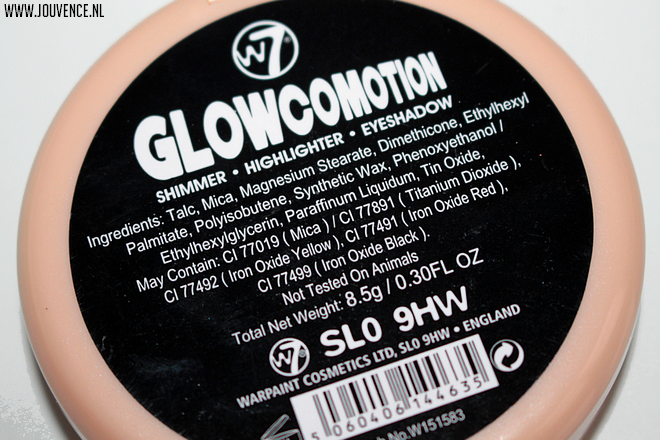 WWW.JOUVENCE.NL
W7
GLOWCOMOTION
SHIMMER • HIGHLIGHTER • EYESHADOW
Ingredients: Talc, Mica, Magnesium Stearate, Dimethicone, Ethylhexyl
Palmitate, Polyisobutene, Synthetic Wax, Phenoxyethanol /
Ethylhexylglycerin, Paraffinum Liquidum, Tin Oxide,
May Contain: CI 77019 ( Mica ) / CI 77891 ( Titanium Dioxide ),
CI 77492 ( Iron Oxide Yellow ), CI 77491 ( Iron Oxide Red ),
CI 77499 ( Iron Oxide Black ).
Not Tested On Animals
Total Net Weight: 8.5g / 0.30FL OZ
W7 SL0 9HW
WARPAINT COSMETICS LTD, SL0 9HW • ENGLAND
5 060406 144635
No.W151583